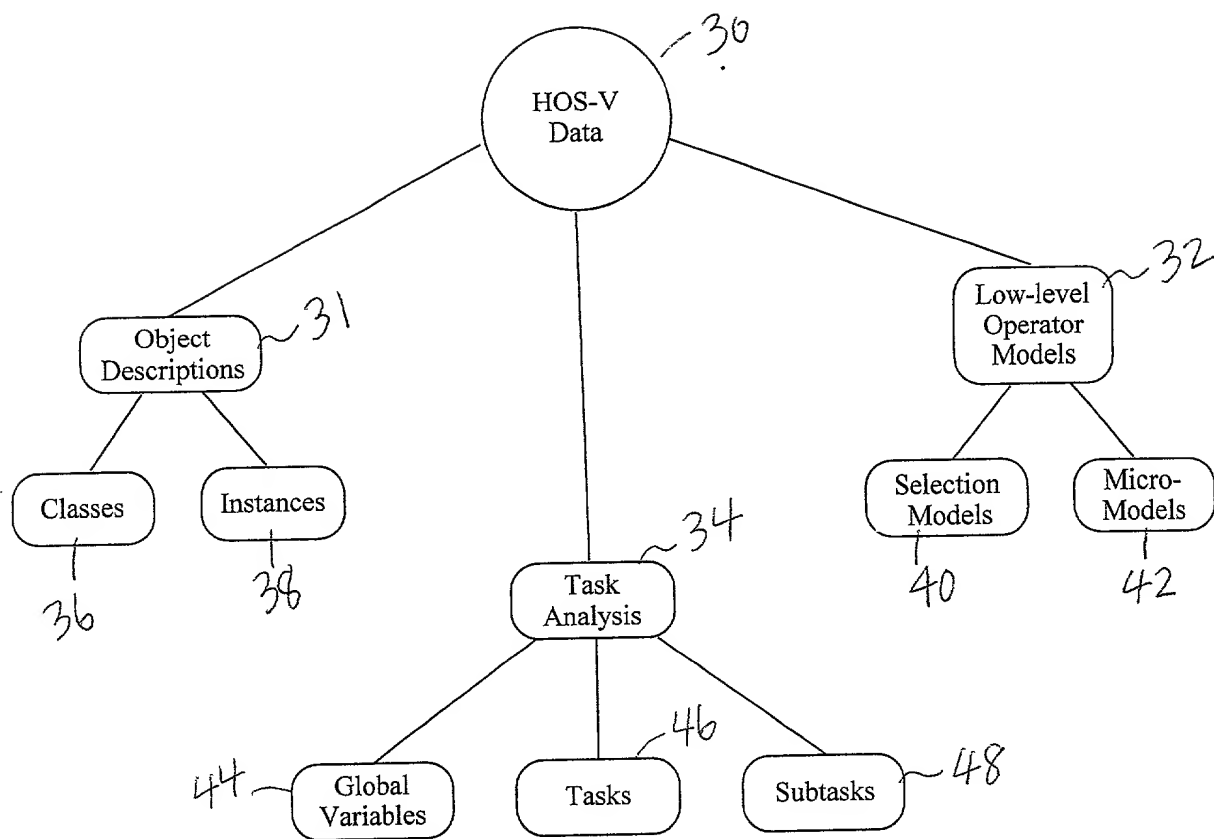 30
HOS-V
Data
32
Low-level
Operator
Models
31
Object
Descriptions
Classes
Instances
Selection
Models
Micro-
Models
36
38
40
42
34
Task
Analysis
44
Global
Variables
46
Tasks
Subtasks
48